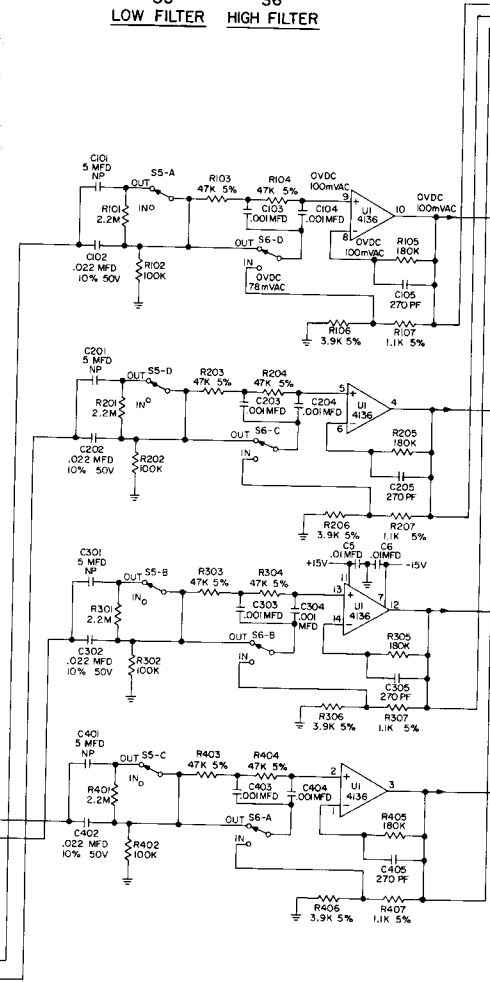 S5 S6
LOW FILTER HIGH FILTER
C101
5 MFD
NP
OUT S5-A
R101
2.2M
IN
C102
.022 MFD
10% 50V
R102
100K
R103
47K 5%
R104
47K 5%
C103
.001MFD
C104
.001MFD
OUT S6-D
IN
0VDC
78mVAC
0VDC
100mVAC
9 +
U1
4136
8 -
10
0VDC
100mVAC
0VDC
100mVAC
R105
180K
C105
270 PF
R106
3.9K 5%
R107
1.1K 5%
C201
5 MFD
NP
OUT S5-D
R201
2.2M
IN
C202
.022 MFD
10% 50V
R202
100K
R203
47K 5%
R204
47K 5%
C203
.001MFD
C204
.001MFD
OUT S6-C
IN
5 +
U1
4136
6 -
4
R205
180K
C205
270PF
R206
3.9K 5%
R207
1.1K 5%
C301
5 MFD
NP
OUT S5-B
R301
2.2M
IN
C302
.022 MFD
10% 50V
R302
100K
R303
47K 5%
R304
47K 5%
C303
.001MFD
C304
.001
MFD
OUT S6-B
IN
+15V
C5
.01MFD
C6
.01MFD
-15V
11
13 +
U1
4136
14 -
7
12
R305
180K
C305
270PF
R306
3.9K 5%
R307
1.1K 5%
C401
5 MFD
NP
OUT S5-C
R401
2.2M
IN
C402
.022 MFD
10% 50V
R402
100K
R403
47K 5%
R404
47K 5%
C403
.001MFD
C404
.001MFD
OUT S6-A
IN
2 +
U1
4136
1 -
3
R405
180K
C405
270 PF
R406
3.9K 5%
R407
1.1K 5%